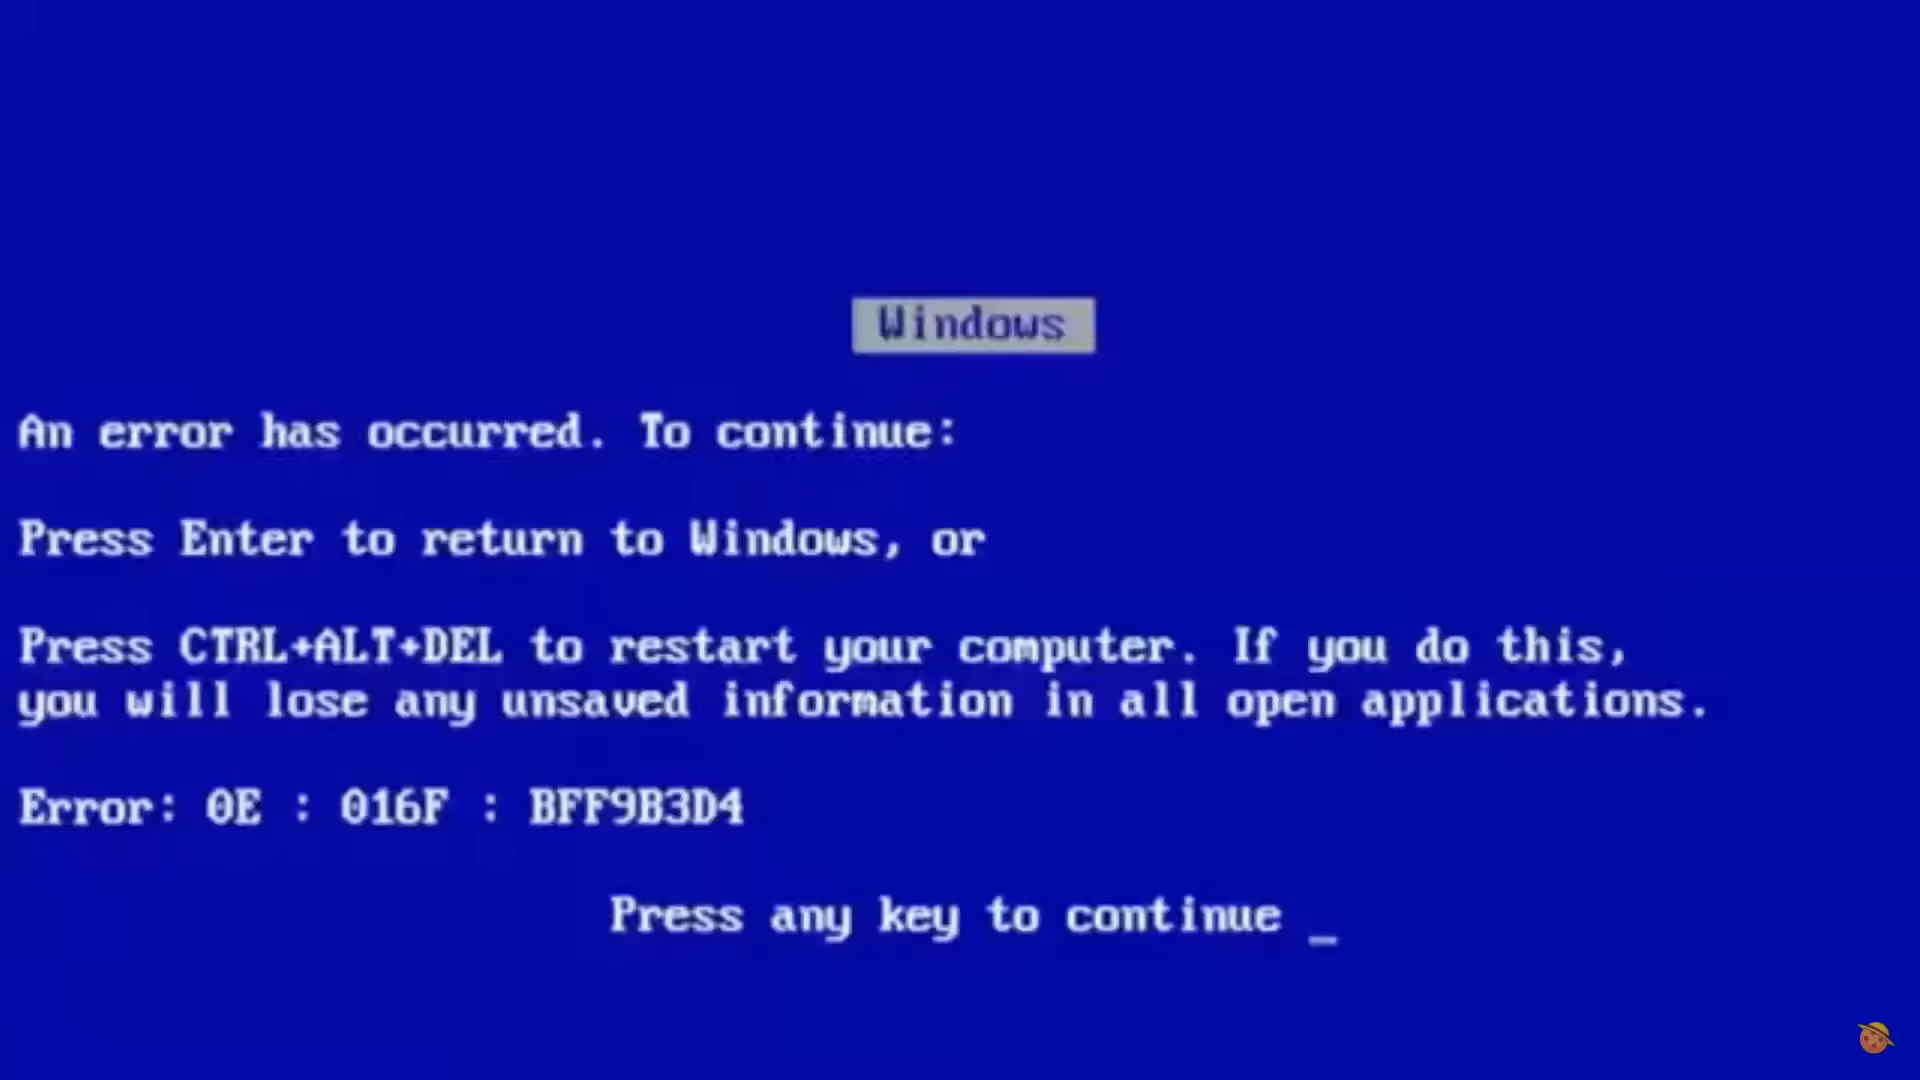 Windows
An error has occurred. To continue:
Press Enter to return to Windows, or
Press CTRL+ALT+DEL to restart your computer. If you do this,
you will lose any unsaved information in all open applications.
Error: 0E : 016F : BFF9B3D4
Press any key to continue _